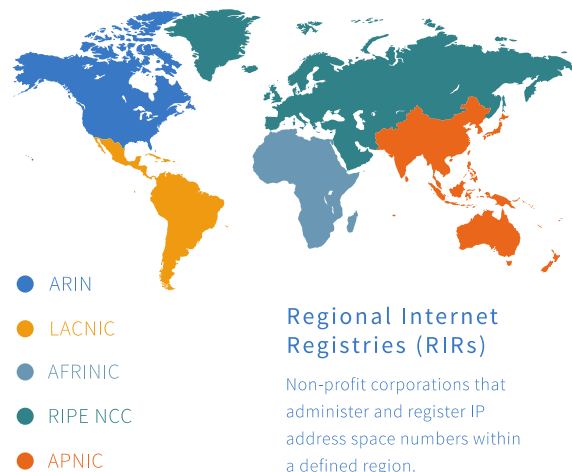 ARIN
LACNIC
AFRINIC
RIPE NCC
APNIC
Regional Internet
Registries (RIRs)
Non-profit corporations that
administer and register IP
address space numbers within
a defined region.